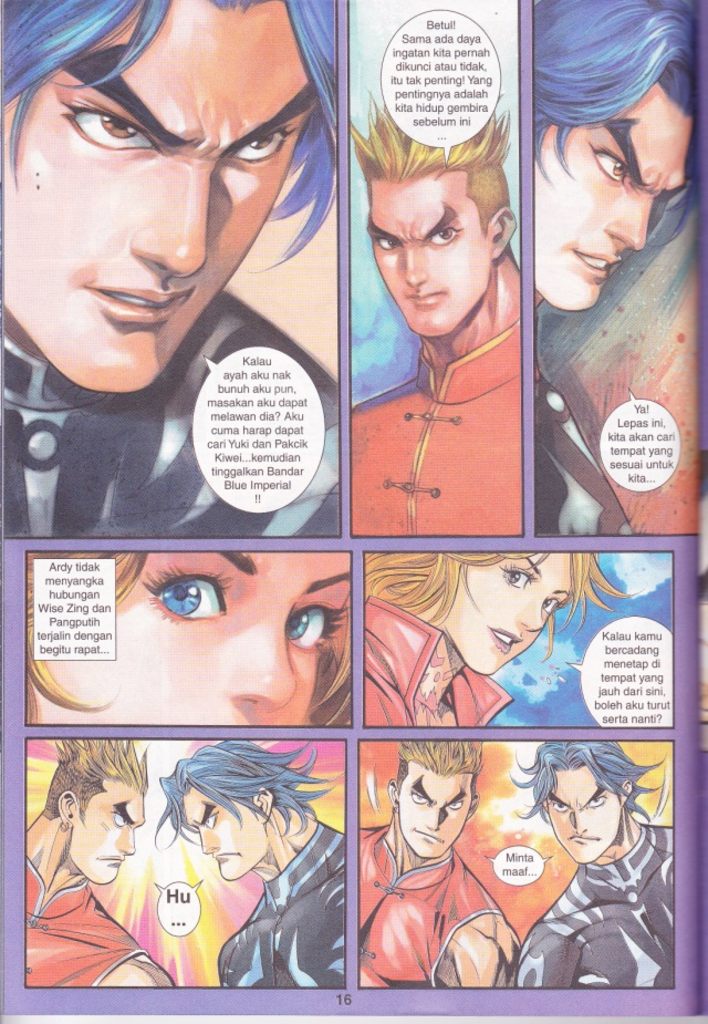 Kalau
ayah aku nak
bunuh aku pun,
masakan aku dapat
melawan dia? Aku
cuma harap dapat
cari Yuki dan Pakcik
Kiwei...kemudian
tinggalkan Bandar
Blue Imperial
!!
Betul!
Sama ada daya
ingatan kita pernah
dikunci atau tidak,
itu tak penting! Yang
pentingnya adalah
kita hidup gembira
sebelum ini
...
Ya!
Lepas ini,
kita akan cari
tempat yang
sesuai untuk
kita...
Ardy tidak
menyangka
hubungan
Wise Zing dan
Pangputih
terjalin dengan
begitu rapat...
Kalau kamu
bercadang
menetap di
tempat yang
jauh dari sini,
boleh aku turut
serta nanti?
Hu
...
Minta
maaf...
16